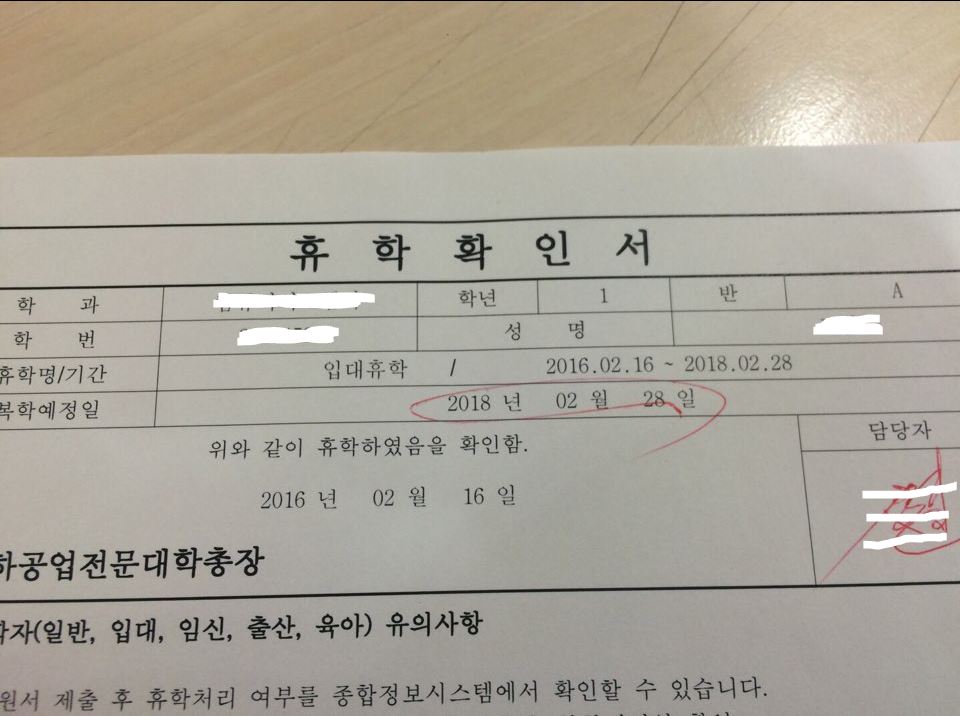 휴 학 확 인 서
학 과 학년 1 반 A
학 번 성 명
휴학명/기간 입대휴학 / 2016.02.16 ~ 2018.02.28
복학예정일 2018 년 02 월 28 일
위와 같이 휴학하였음을 확인함.
담당자
2016 년 02 월 16 일
하공업전문대학총장
학자(일반, 입대, 임신, 출산, 육아) 유의사항
원서 제출 후 휴학처리 여부를 종합정보시스템에서 확인할 수 있습니다.